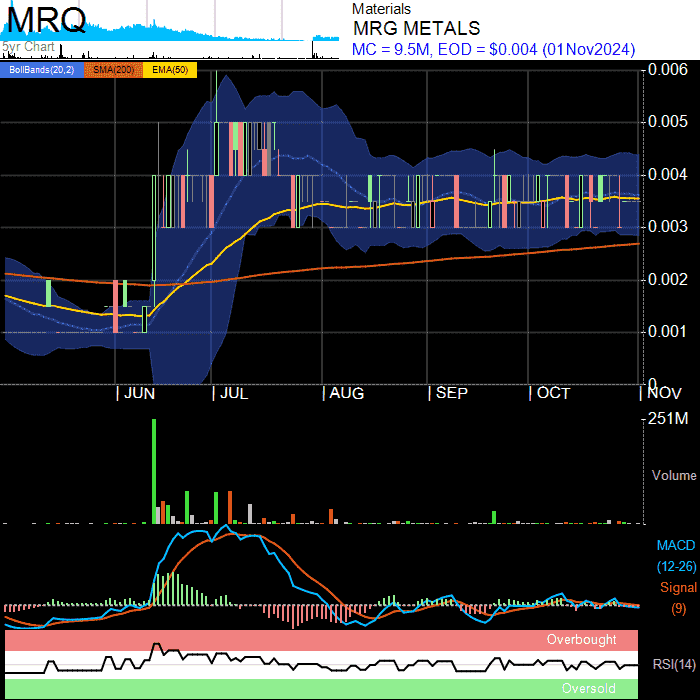 MRQ
5yr Chart
Materials
MRG METALS
MC = 9.5M, EOD = $0.004 (01Nov2024)
BollBands(20,2) SMA(200) EMA(50)
0.006
0.005
0.004
0.003
0.002
0.001
0
JUN JUL AUG SEP OCT NOV
251M
Volume
MACD
(12-26)
Signal
(9)
Overbought
RSI(14)
Oversold